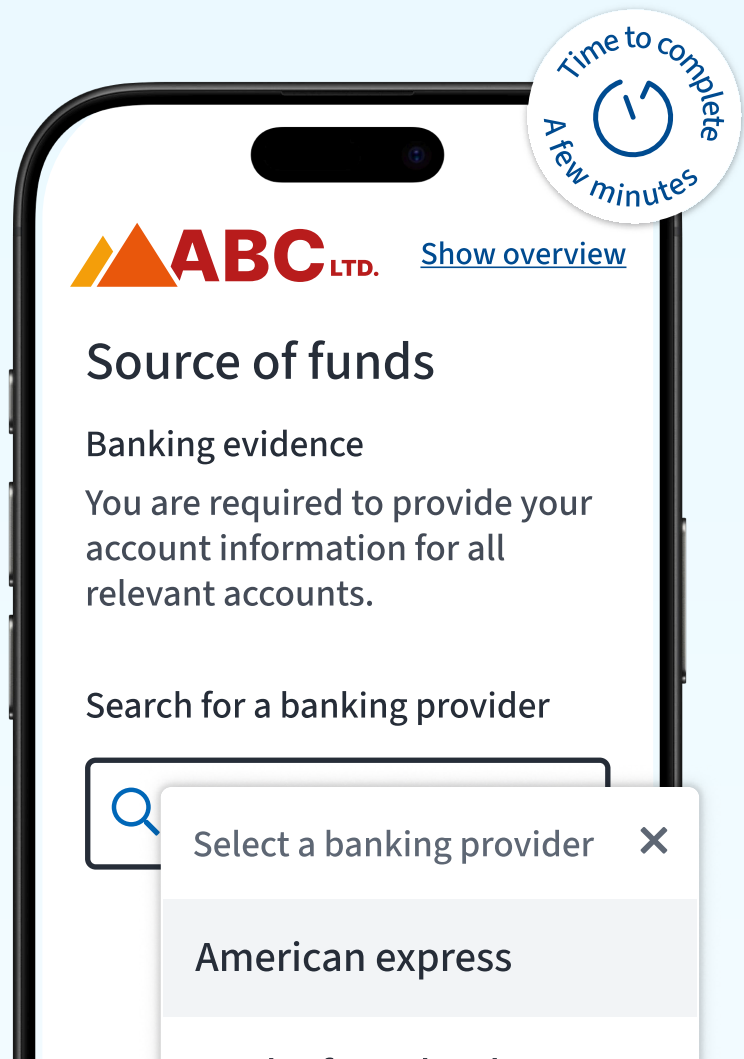 Time to complete
A few minutes
ABC LTD.
Show overview
Source of funds
Banking evidence
You are required to provide your
account information for all
relevant accounts.
Search for a banking provider
Select a banking provider
American express